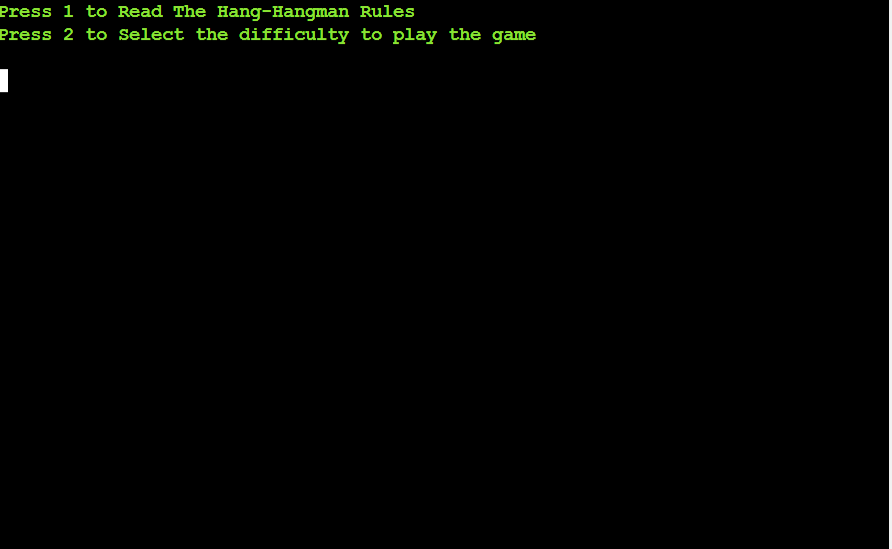 Press 1 to Read The Hang-Hangman Rules
Press 2 to Select the difficulty to play the game